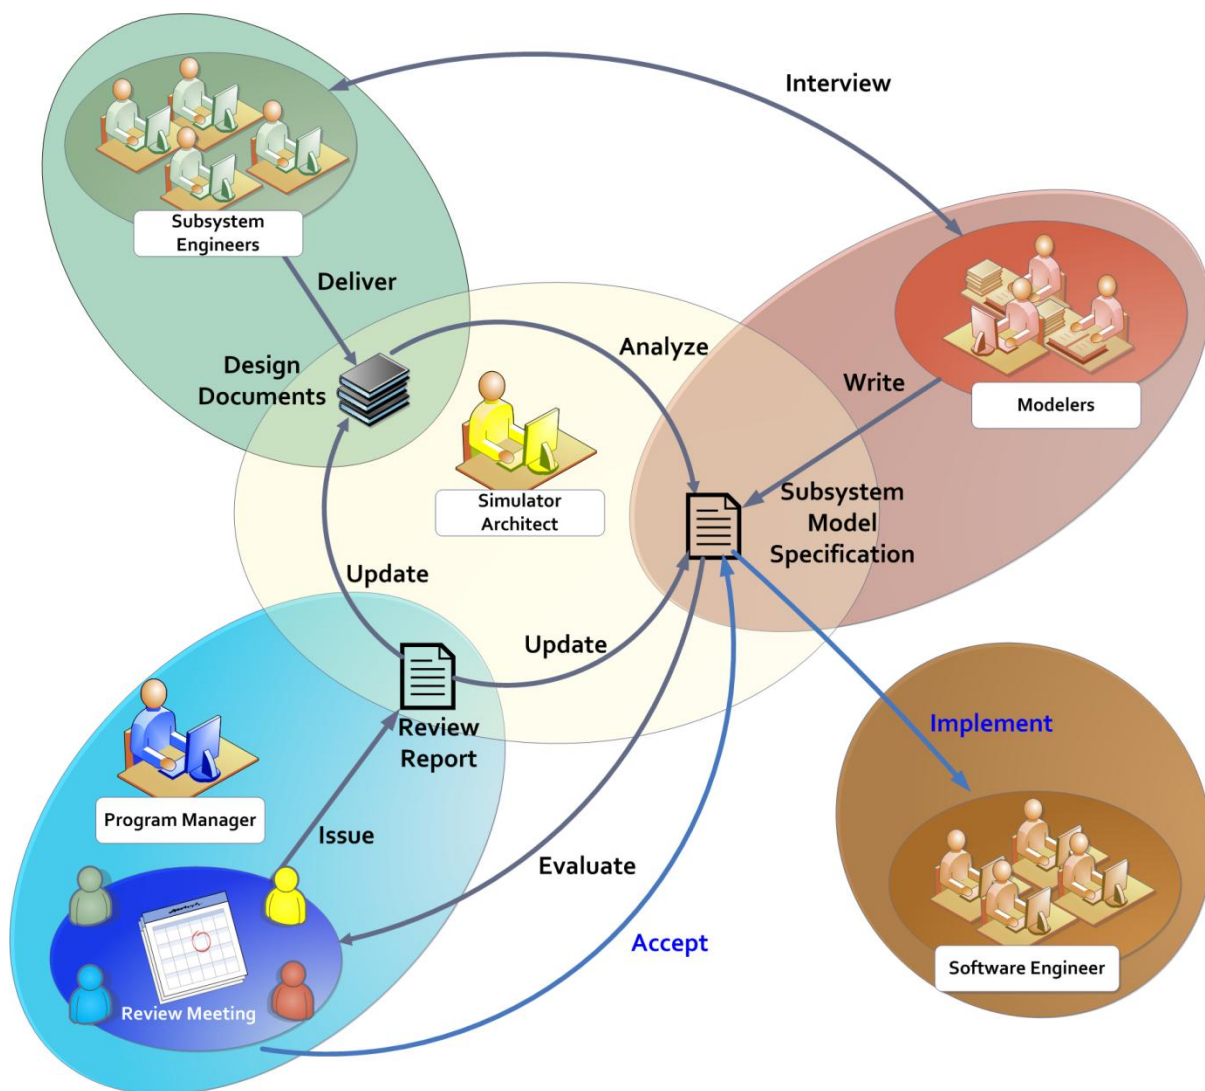 Interview
Subsystem
Engineers
Deliver
Design
Documents
Analyze
Write
Modelers
Simulator
Architect
Subsystem
Model
Specification
Update
Update
Review
Report
Implement
Program Manager
Issue
Evaluate
Accept
Review Meeting
Software Engineer